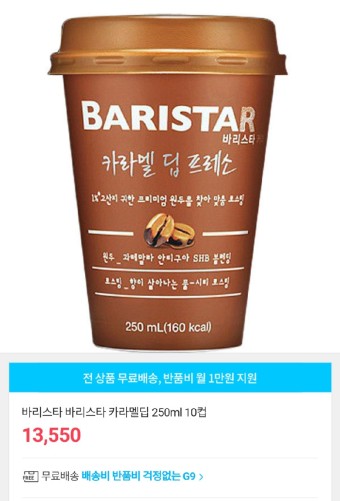 BARISTAR
바리스타
카라멜 딥 프레소
1% 고산지 귀한 프리미엄 원두를 찾아 맞춤 로스팅
원두_ 과테말라 안티구아 SHB 블렌딩
로스팅_ 향이 살아나는 풀-시티 로스팅
250 mL(160 kcal)
전 상품 무료배송, 반품비 월 1만원 지원
바리스타 바리스타 카라멜딥 250ml 10컵
13,550
FREE 무료배송 배송비 반품비 걱정없는 G9 >